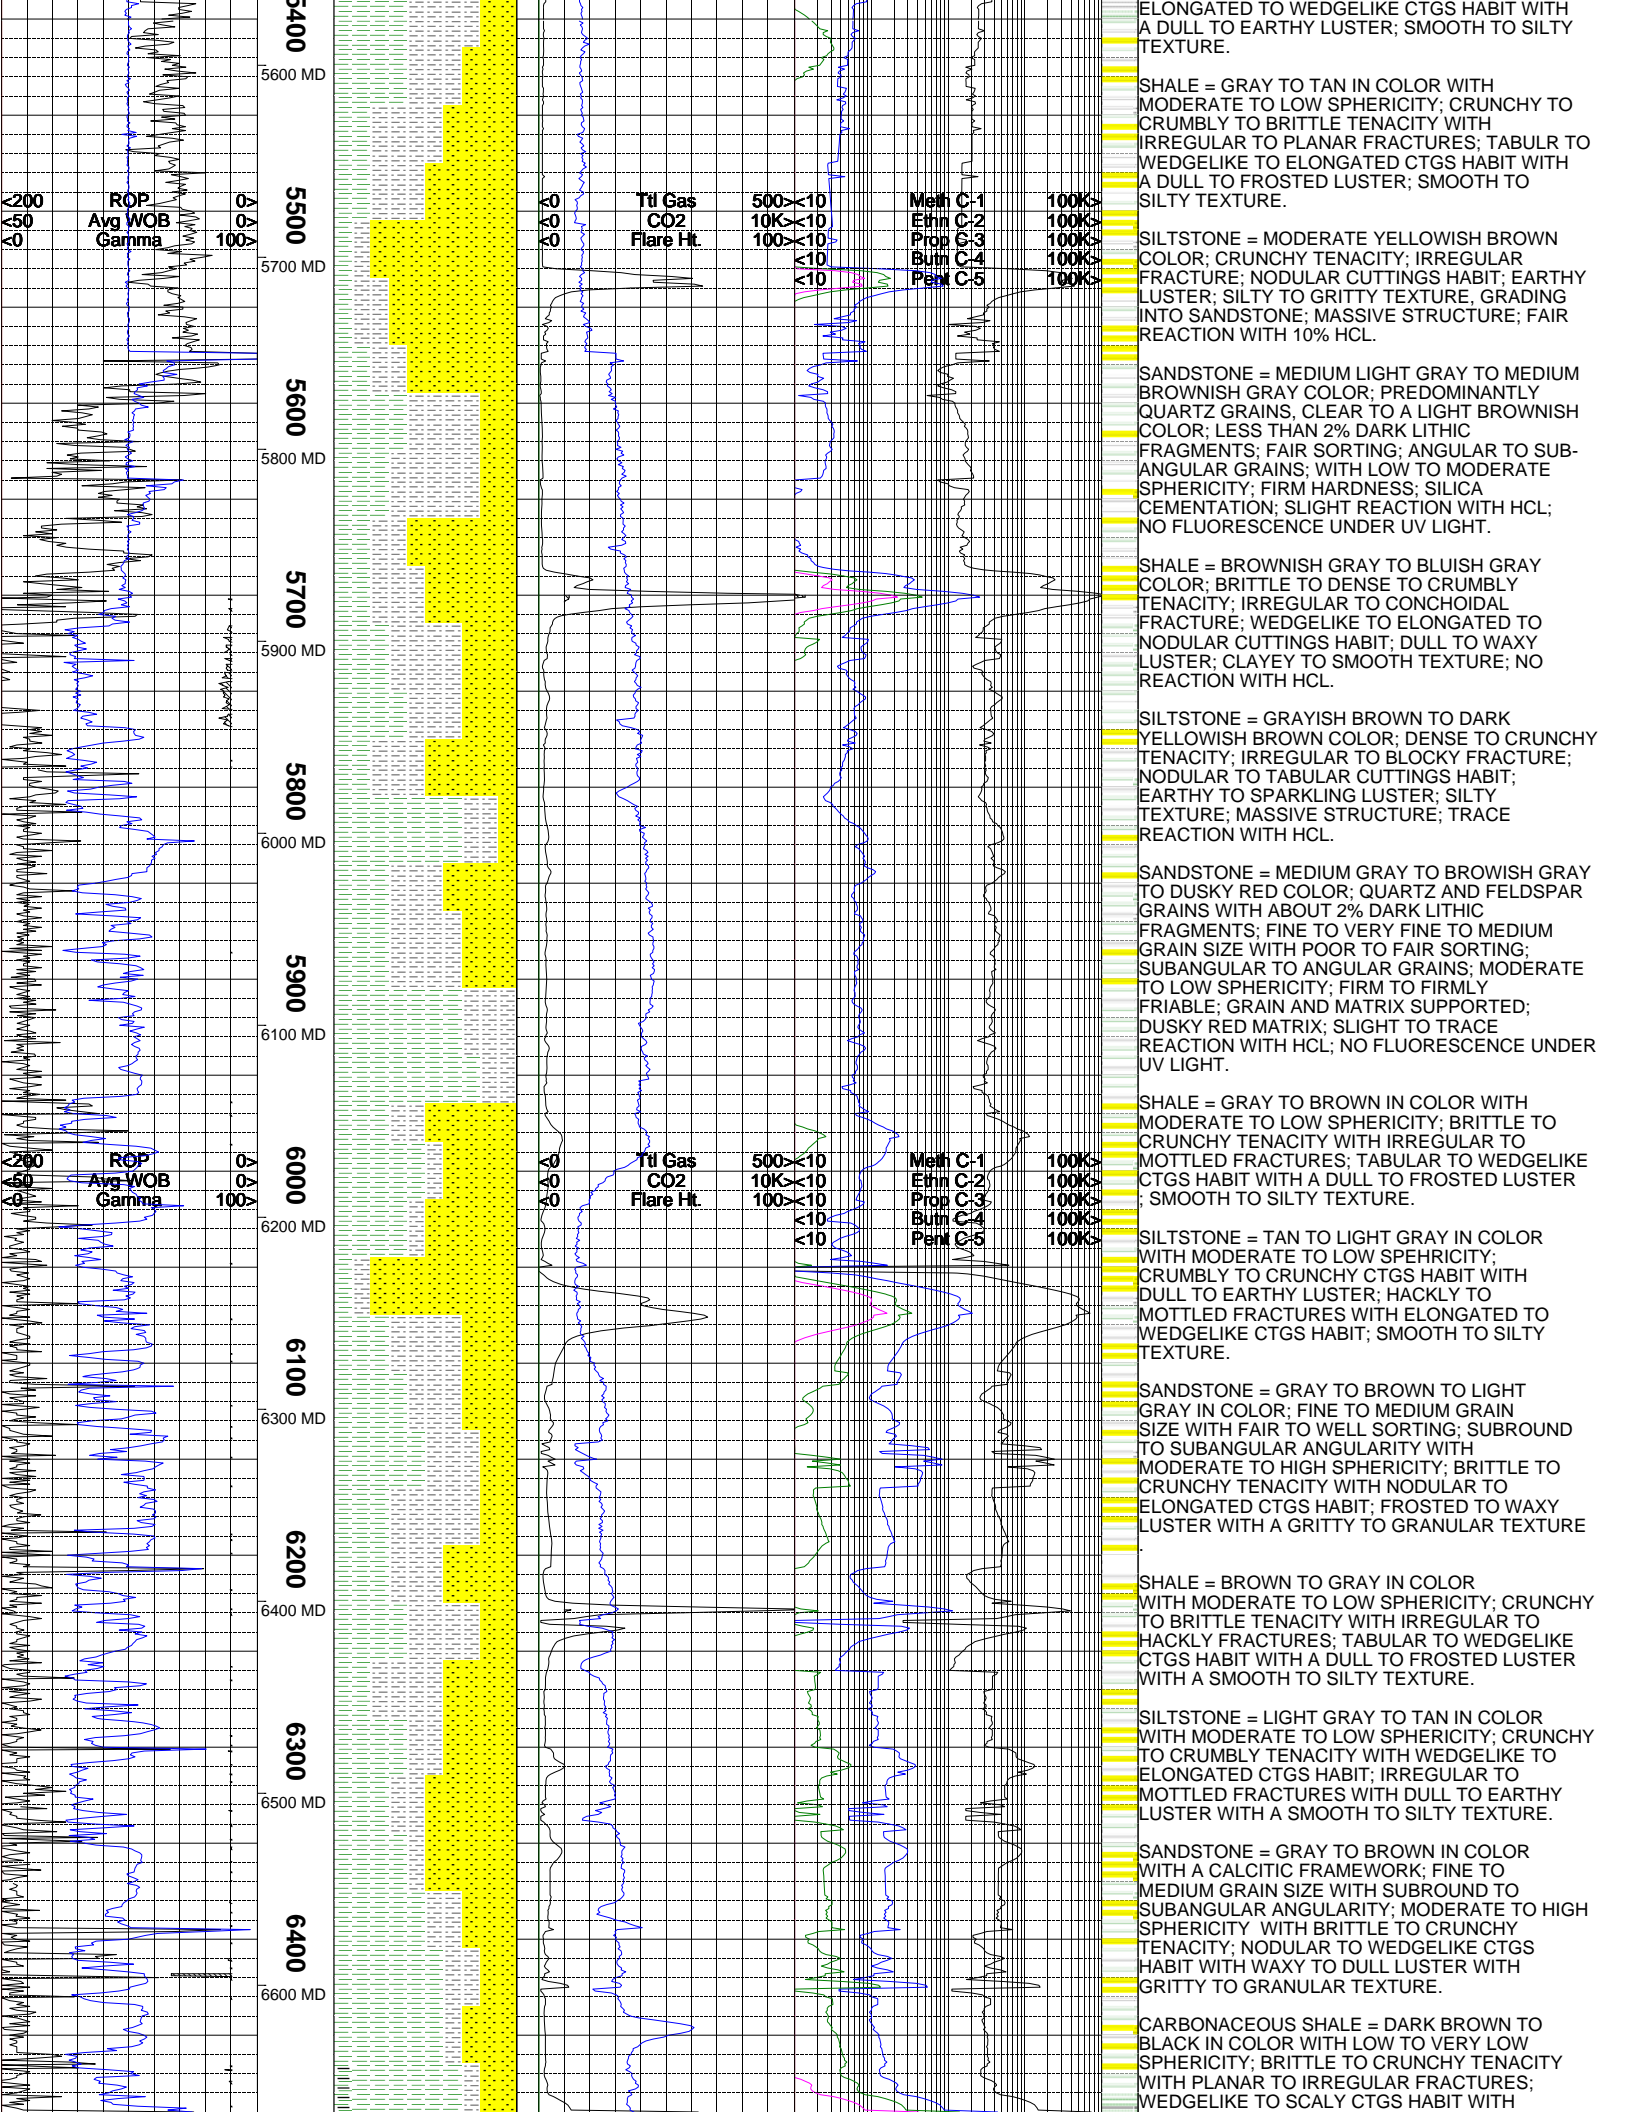 5400
5600 MD
<200 ROP 0>
<50 Avg WOB 0>
<0 Gamma 100>
5500
<0 Ttl Gas 500>
<0 CO2 10K>
<0 Flare Ht. 100>
<10 Meth C-1 100K>
<10 Ethn C-2 100K>
<10 Prop C-3 100K>
<10 Butn C-4 100K>
<10 Pent C-5 100K>
5700 MD
5600
5800 MD
5700
5900 MD
5800
6000 MD
5900
6100 MD
<200 ROP 0>
<50 Avg WOB 0>
<0 Gamma 100>
6000
<0 Ttl Gas 500>
<0 CO2 10K>
<0 Flare Ht. 100>
<10 Meth C-1 100K>
<10 Ethn C-2 100K>
<10 Prop C-3 100K>
<10 Butn C-4 100K>
<10 Pent C-5 100K>
6200 MD
6100
6300 MD
6200
6400 MD
6300
6500 MD
6400
6600 MD
ELONGATED TO WEDGELIKE CTGS HABIT WITH
A DULL TO EARTHY LUSTER; SMOOTH TO SILTY
TEXTURE.
SHALE = GRAY TO TAN IN COLOR WITH
MODERATE TO LOW SPHERICITY; CRUNCHY TO
CRUMBLY TO BRITTLE TENACITY WITH
IRREGULAR TO PLANAR FRACTURES; TABULR TO
WEDGELIKE TO ELONGATED CTGS HABIT WITH
A DULL TO FROSTED LUSTER; SMOOTH TO
SILTY TEXTURE.
SILTSTONE = MODERATE YELLOWISH BROWN
COLOR; CRUNCHY TENACITY; IRREGULAR
FRACTURE; NODULAR CUTTINGS HABIT; EARTHY
LUSTER; SILTY TO GRITTY TEXTURE, GRADING
INTO SANDSTONE; MASSIVE STRUCTURE; FAIR
REACTION WITH 10% HCL.
SANDSTONE = MEDIUM LIGHT GRAY TO MEDIUM
BROWNISH GRAY COLOR; PREDOMINANTLY
QUARTZ GRAINS, CLEAR TO A LIGHT BROWNISH
COLOR; LESS THAN 2% DARK LITHIC
FRAGMENTS; FAIR SORTING; ANGULAR TO SUB-
ANGULAR GRAINS; WITH LOW TO MODERATE
SPHERICITY; FIRM HARDNESS; SILICA
CEMENTATION; SLIGHT REACTION WITH HCL;
NO FLUORESCENCE UNDER UV LIGHT.
SHALE = BROWNISH GRAY TO BLUISH GRAY
COLOR; BRITTLE TO DENSE TO CRUMBLY
TENACITY; IRREGULAR TO CONCHOIDAL
FRACTURE; WEDGELIKE TO ELONGATED TO
NODULAR CUTTINGS HABIT; DULL TO WAXY
LUSTER; CLAYEY TO SMOOTH TEXTURE; NO
REACTION WITH HCL.
SILTSTONE = GRAYISH BROWN TO DARK
YELLOWISH BROWN COLOR; DENSE TO CRUNCHY
TENACITY; IRREGULAR TO BLOCKY FRACTURE;
NODULAR TO TABULAR CUTTINGS HABIT;
EARTHY TO SPARKLING LUSTER; SILTY
TEXTURE; MASSIVE STRUCTURE; TRACE
REACTION WITH HCL.
SANDSTONE = MEDIUM GRAY TO BROWISH GRAY
TO DUSKY RED COLOR; QUARTZ AND FELDSPAR
GRAINS WITH ABOUT 2% DARK LITHIC
FRAGMENTS; FINE TO VERY FINE TO MEDIUM
GRAIN SIZE WITH POOR TO FAIR SORTING;
SUBANGULAR TO ANGULAR GRAINS; MODERATE
TO LOW SPHERICITY; FIRM TO FIRMLY
FRIABLE; GRAIN AND MATRIX SUPPORTED;
DUSKY RED MATRIX; SLIGHT TO TRACE
REACTION WITH HCL; NO FLUORESCENCE UNDER
UV LIGHT.
SHALE = GRAY TO BROWN IN COLOR WITH
MODERATE TO LOW SPHERICITY; BRITTLE TO
CRUNCHY TENACITY WITH IRREGULAR TO
MOTTLED FRACTURES; TABULAR TO WEDGELIKE
CTGS HABIT WITH A DULL TO FROSTED LUSTER
; SMOOTH TO SILTY TEXTURE.
SILTSTONE = TAN TO LIGHT GRAY IN COLOR
WITH MODERATE TO LOW SPEHRICITY;
CRUMBLY TO CRUNCHY CTGS HABIT WITH
DULL TO EARTHY LUSTER; HACKLY TO
MOTTLED FRACTURES WITH ELONGATED TO
WEDGELIKE CTGS HABIT; SMOOTH TO SILTY
TEXTURE.
SANDSTONE = GRAY TO BROWN TO LIGHT
GRAY IN COLOR; FINE TO MEDIUM GRAIN
SIZE WITH FAIR TO WELL SORTING; SUBROUND
TO SUBANGULAR ANGULARITY WITH
MODERATE TO HIGH SPHERICITY; BRITTLE TO
CRUNCHY TENACITY WITH NODULAR TO
ELONGATED CTGS HABIT; FROSTED TO WAXY
LUSTER WITH A GRITTY TO GRANULAR TEXTURE
.
SHALE = BROWN TO GRAY IN COLOR
WITH MODERATE TO LOW SPHERICITY; CRUNCHY
TO BRITTLE TENACITY WITH IRREGULAR TO
HACKLY FRACTURES; TABULAR TO WEDGELIKE
CTGS HABIT WITH A DULL TO FROSTED LUSTER
WITH A SMOOTH TO SILTY TEXTURE.
SILTSTONE = LIGHT GRAY TO TAN IN COLOR
WITH MODERATE TO LOW SPHERICITY; CRUNCHY
TO CRUMBLY TENACITY WITH WEDGELIKE TO
ELONGATED CTGS HABIT; IRREGULAR TO
MOTTLED FRACTURES WITH DULL TO EARTHY
LUSTER WITH A SMOOTH TO SILTY TEXTURE.
SANDSTONE = GRAY TO BROWN IN COLOR
WITH A CALCITIC FRAMEWORK; FINE TO
MEDIUM GRAIN SIZE WITH SUBROUND TO
SUBANGULAR ANGULARITY; MODERATE TO HIGH
SPHERICITY WITH BRITTLE TO CRUNCHY
TENACITY; NODULAR TO WEDGELIKE CTGS
HABIT WITH WAXY TO DULL LUSTER WITH
GRITTY TO GRANULAR TEXTURE.
CARBONACEOUS SHALE = DARK BROWN TO
BLACK IN COLOR WITH LOW TO VERY LOW
SPHERICITY; BRITTLE TO CRUNCHY TENACITY
WITH PLANAR TO IRREGULAR FRACTURES;
WEDGELIKE TO SCALY CTGS HABIT WITH